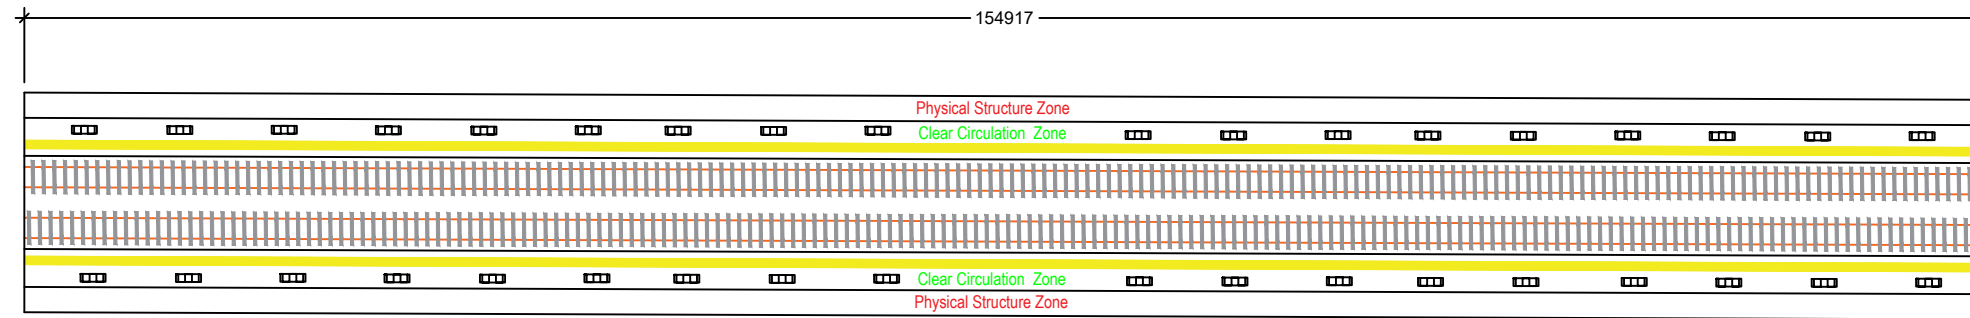 154917
Physical Structure Zone
Clear Circulation Zone
Clear Circulation Zone
Physical Structure Zone